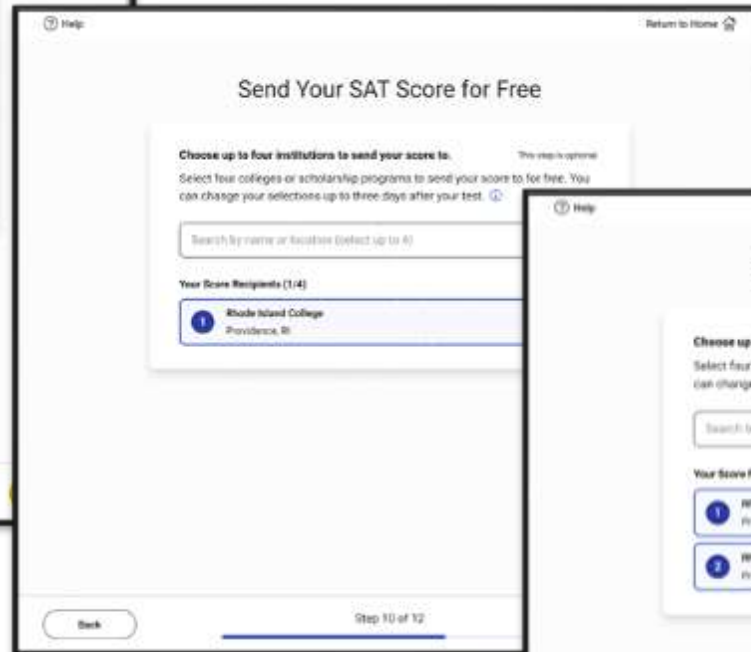 Help
Return to Home
Send Your SAT Score for Free
Choose up to four institutions to send your score to.
This step is optional
Select four colleges or scholarship programs to send your score to for free. You
can change your selections up to three days after your test.
Search by name or location (select up to 4)
Your Score Recipients (1/4)
1
Rhode Island College
Providence, RI
Back
Step 10 of 12
Help
Choose up
Select four
can change
Search b
Your Score R
1
2